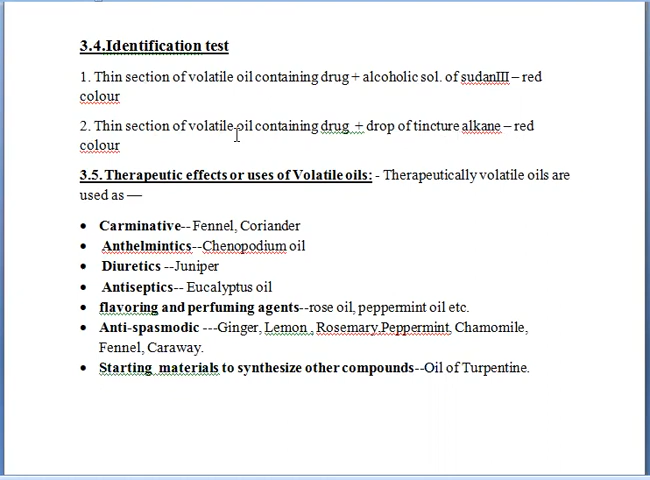 3.4.Identification test
1. Thin section of volatile oil containing drug + alcoholic sol. of sudanIII – red
colour
2. Thin section of volatile oil containing drug + drop of tincture alkane – red
colour
3.5. Therapeutic effects or uses of Volatile oils: - Therapeutically volatile oils are
used as —
• Carminative-- Fennel, Coriander
• Anthelmintics--Chenopodium oil
• Diuretics --Juniper
• Antiseptics-- Eucalyptus oil
• flavoring and perfuming agents--rose oil, peppermint oil etc.
• Anti-spasmodic ---Ginger, Lemon , Rosemary,Peppermint, Chamomile,
Fennel, Caraway.
• Starting materials to synthesize other compounds--Oil of Turpentine.